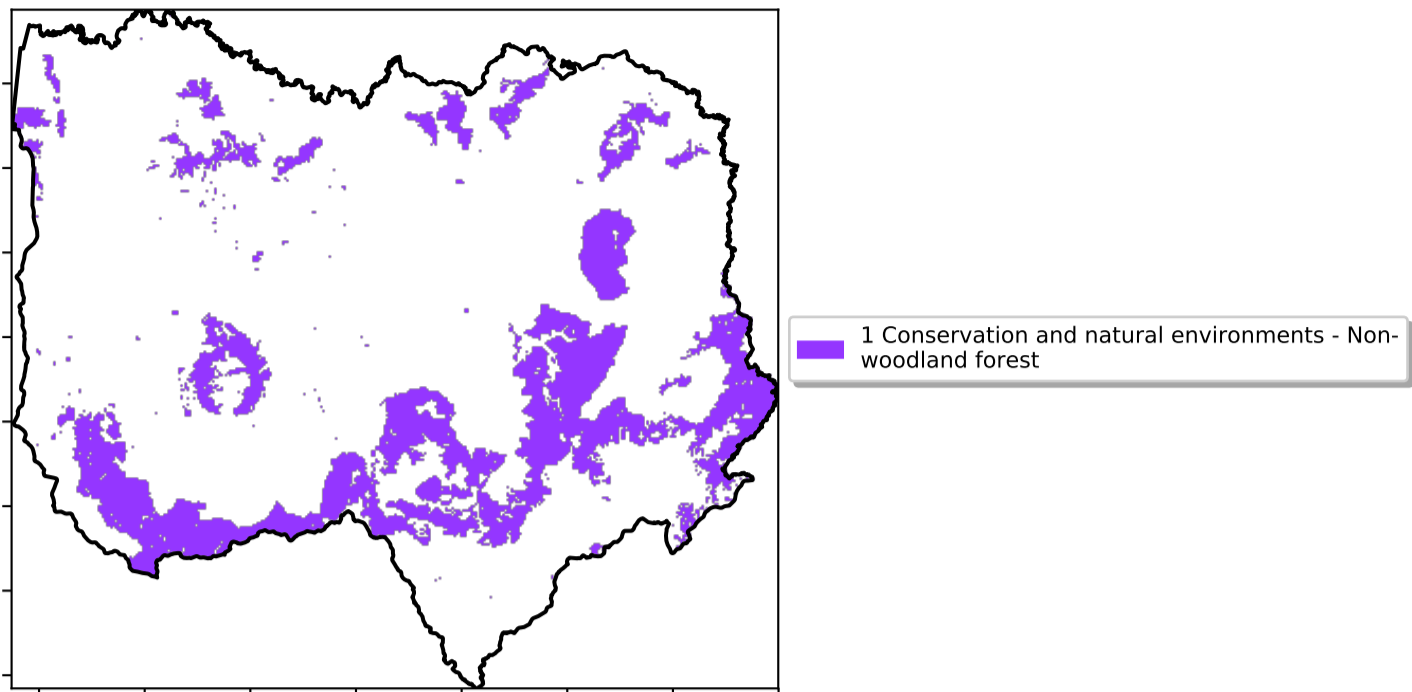 1 Conservation and natural environments - Non-
woodland forest